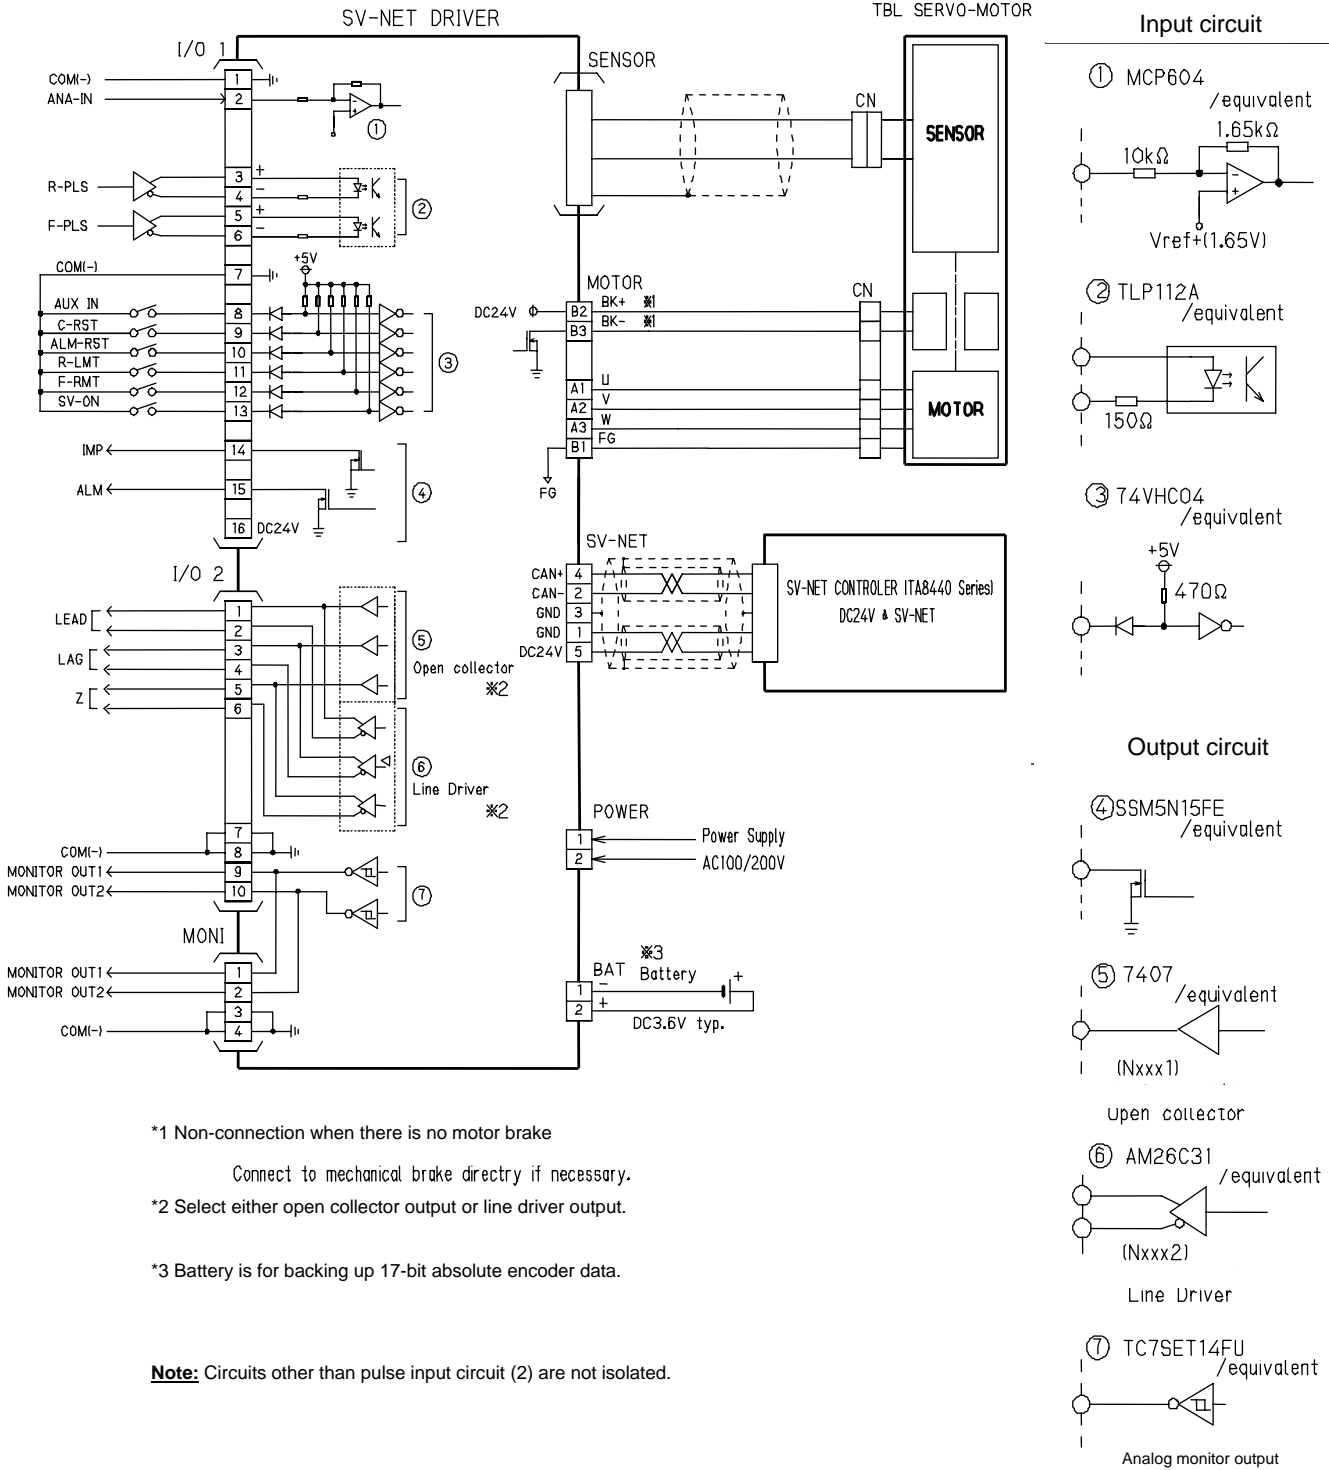 SV-NET DRIVER
TBL SERVO-MOTOR
Input circuit
I/O 1
COM(-)
ANA-IN
1
2
①
R-PLS
F-PLS
3
4
5
6
+
-
+
-
②
COM(-)
7
+5V
AUX IN
C-RST
ALM-RST
R-LMT
F-RMT
SV-ON
8
9
10
11
12
13
③
IMP
ALM
14
15
16
DC24V
④
I/O 2
LEAD
LAG
Z
1
2
3
4
5
6
⑤
Open collector
※2
⑥
Line Driver
※2
7
8
9
10
COM(-)
MONITOR OUT1
MONITOR OUT2
⑦
MONI
MONITOR OUT1
MONITOR OUT2
COM(-)
1
2
3
4
SENSOR
CN
SENSOR
MOTOR
DC24V
B2
B3
BK+ ※1
BK- ※1
CN
A1
A2
A3
B1
U
V
W
FG
FG
MOTOR
SV-NET
CAN+
CAN-
GND
GND
DC24V
4
2
3
1
5
SV-NET CONTROLER (TA8440 Series)
DC24V & SV-NET
POWER
1
2
Power Supply
AC100/200V
BAT
※3
Battery
1
2
-
+
+
DC3.6V typ.
① MCP604
/equivalent
1.65kΩ
10kΩ
-
+
Vref+(1.65V)
② TLP112A
/equivalent
150Ω
③ 74VHC04
/equivalent
+5V
470Ω
Output circuit
④ SSM5N15FE
/equivalent
⑤ 7407
/equivalent
(Nxxx1)
Open collector
⑥ AM26C31
/equivalent
(Nxxx2)
Line Driver
⑦ TC7SET14FU
/equivalent
Analog monitor output
*1 Non-connection when there is no motor brake
Connect to mechanical brake directry if necessary.
*2 Select either open collector output or line driver output.
*3 Battery is for backing up 17-bit absolute encoder data.
Note: Circuits other than pulse input circuit (2) are not isolated.